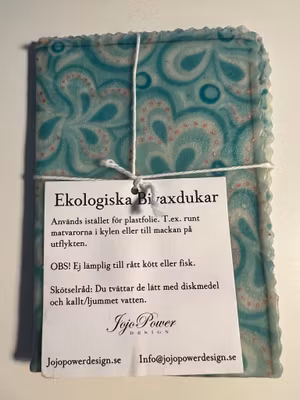 Ekologiska Bivaxdukar
Används istället för plastfolie. T.ex. runt
matvarorna i kylen eller till mackan på
utflykten.
OBS! Ej lämplig till rått kött eller fisk.
Skötselråd: Du tvättar de lätt med diskmedel
och kallt/ljummet vatten.
JojoPower
DESIGN
Jojopowerdesign.se Info@jojopowerdesign.se